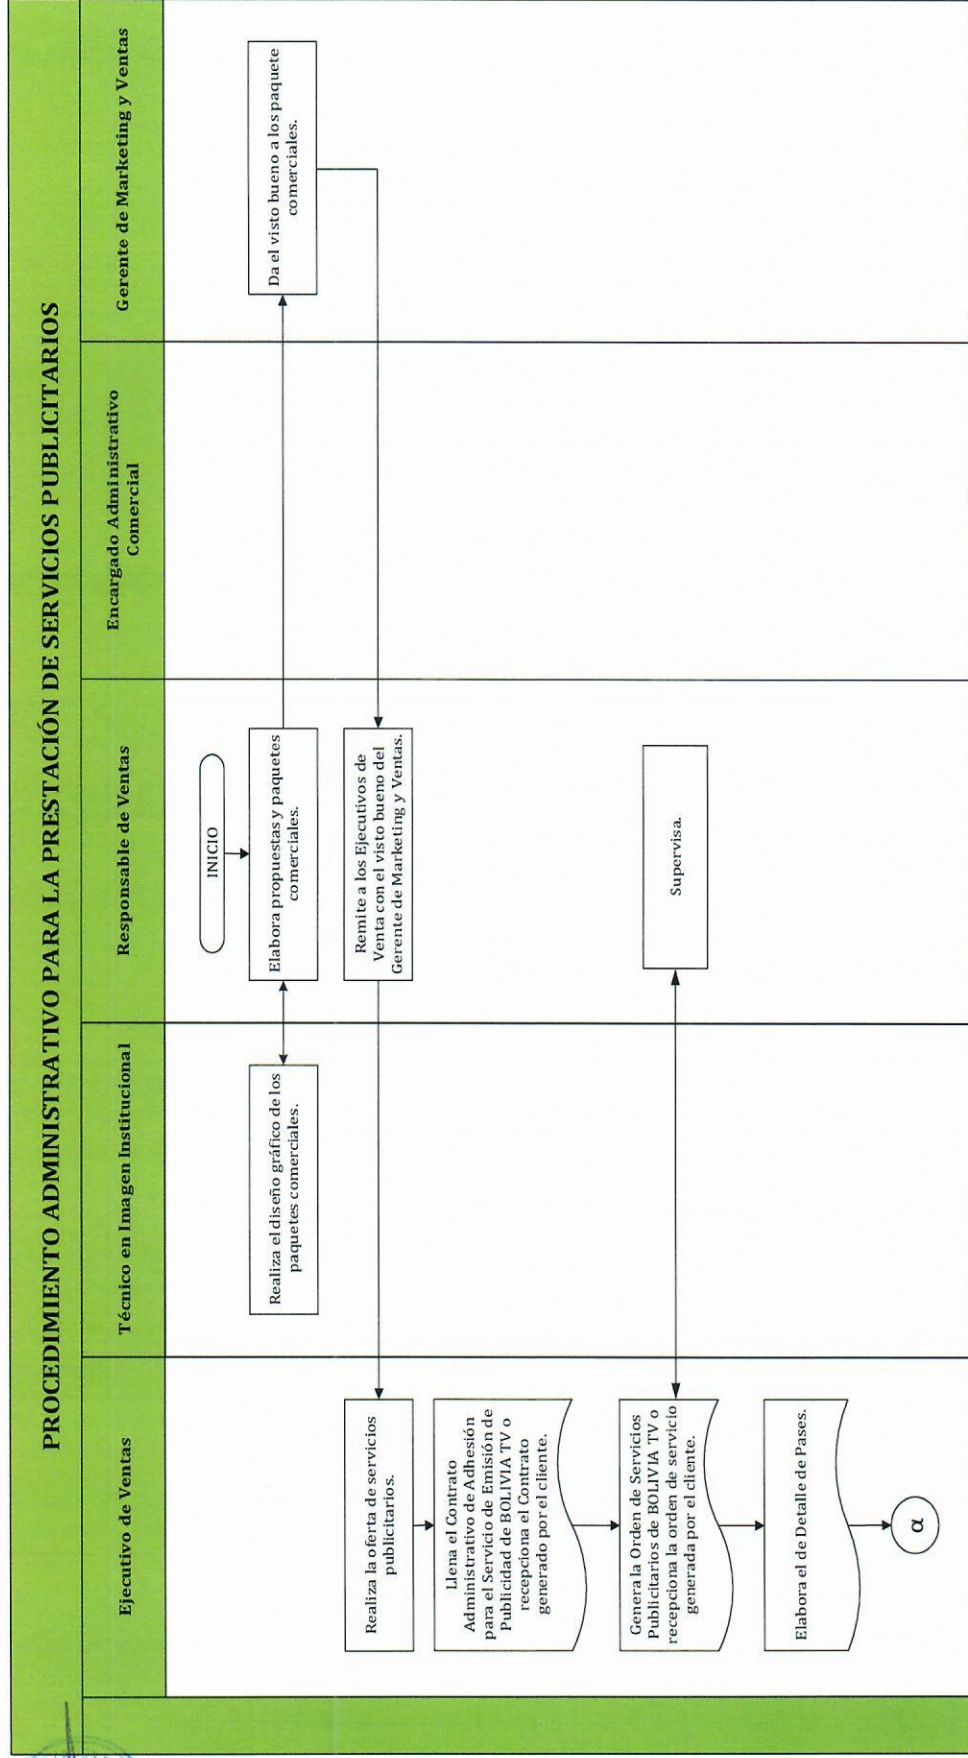 PROCEDIMIENTO ADMINISTRATIVO PARA LA PRESTACIÓN DE SERVICIOS PUBLICITARIOS
Ejecutivo de Ventas
Técnico en Imagen Institucional
Responsable de Ventas
Encargado Administrativo
Comercial
Gerente de Marketing y Ventas
INICIO
Realiza el diseño gráfico de los
paquetes comerciales.
Elabora propuestas y paquetes
comerciales.
Da el visto bueno a los paquete
comerciales.
Realiza la oferta de servicios
publicitarios.
Remite a los Ejecutivos de
Venta con el visto bueno del
Gerente de Marketing y Ventas.
Llena el Contrato
Administrativo de Adhesión
para el Servicio de Emisión de
Publicidad de BOLIVIA TV o
recepciona el Contrato
generado por el cliente.
Genera la Orden de Servicios
Publicitarios de BOLIVIA TV o
recepciona la orden de servicio
generada por el cliente.
Supervisa.
Elabora el de Detalle de Pases.
α